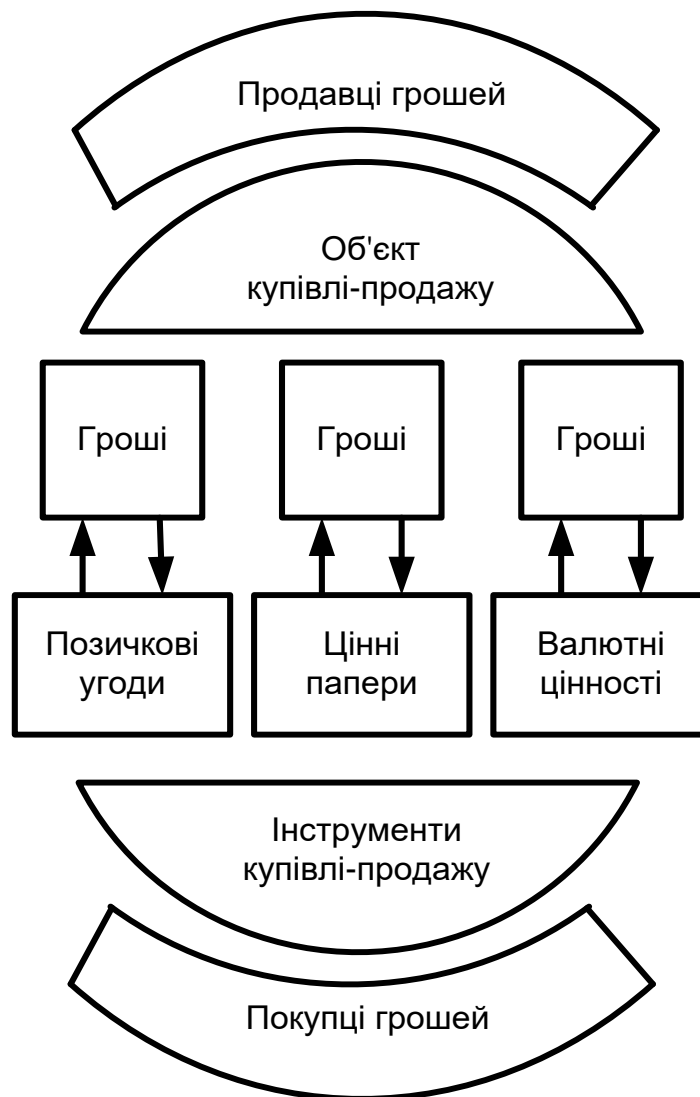 Продавці грошей
Об'єкт
купівлі-продажу
Гроші
Гроші
Гроші
Позичкові
угоди
Цінні
папери
Валютні
цінності
Інструменти
купівлі-продажу
Покупці грошей